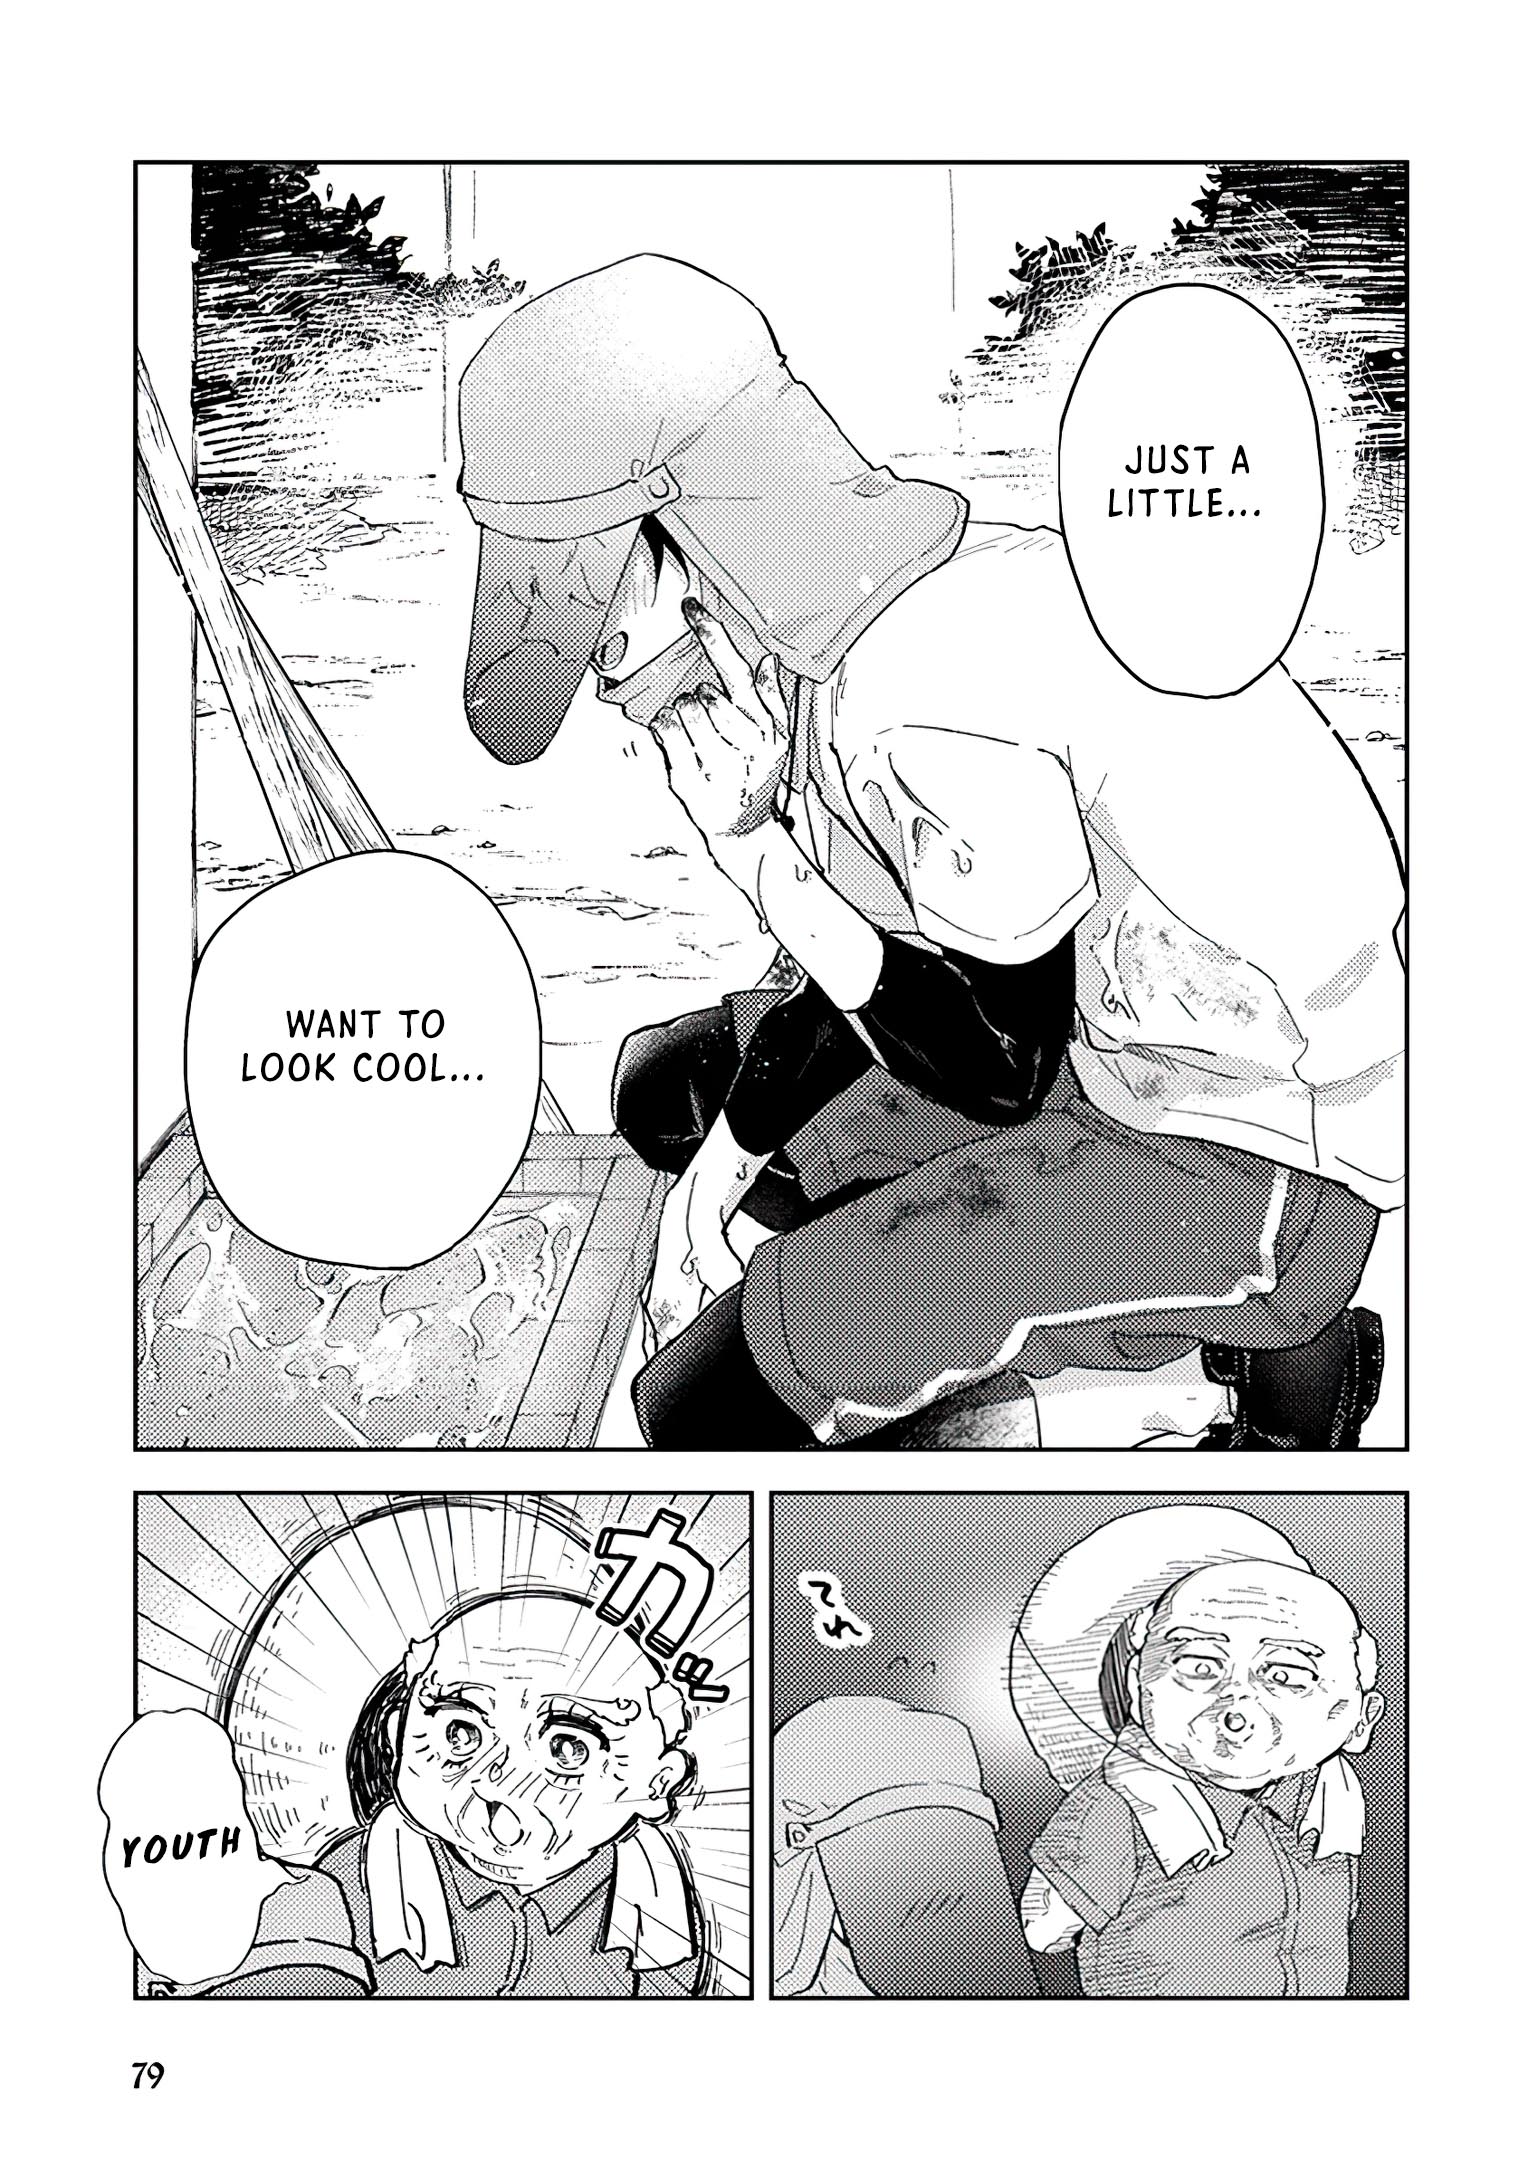 JUST A
LITTLE...
WANT TO
LOOK COOL...
カッ
YOUTH
79